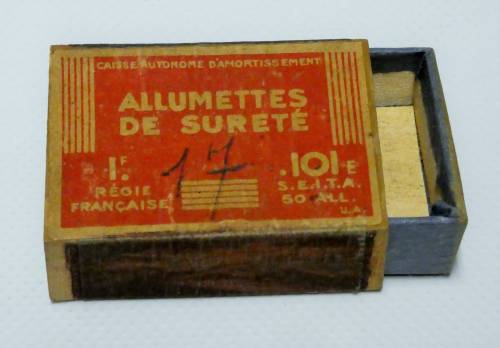 CAISSE AUTONOME D'AMORTISSEMENT
ALLUMETTES
DE SURETÉ
1F. 17 .101E
RÉGIE S.E.I.T.A.
FRANÇAISE 50 ALL.
U.A.